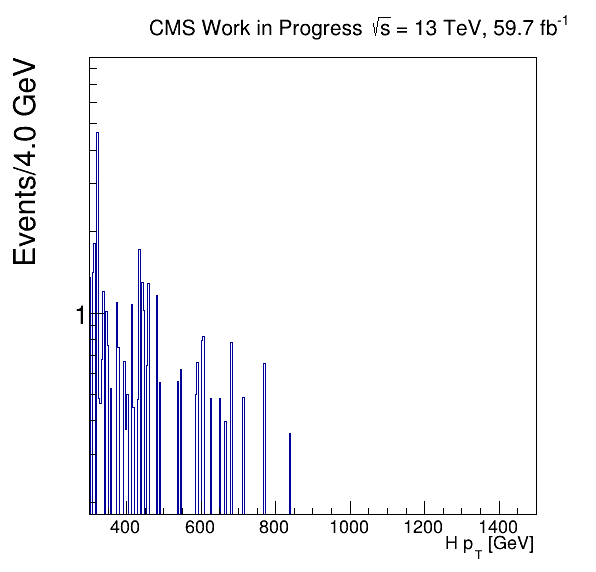 CMS Work in Progress √s = 13 TeV, 59.7 fb⁻¹
Events/4.0 GeV
1
400 600 800 1000 1200 1400
H p_T [GeV]